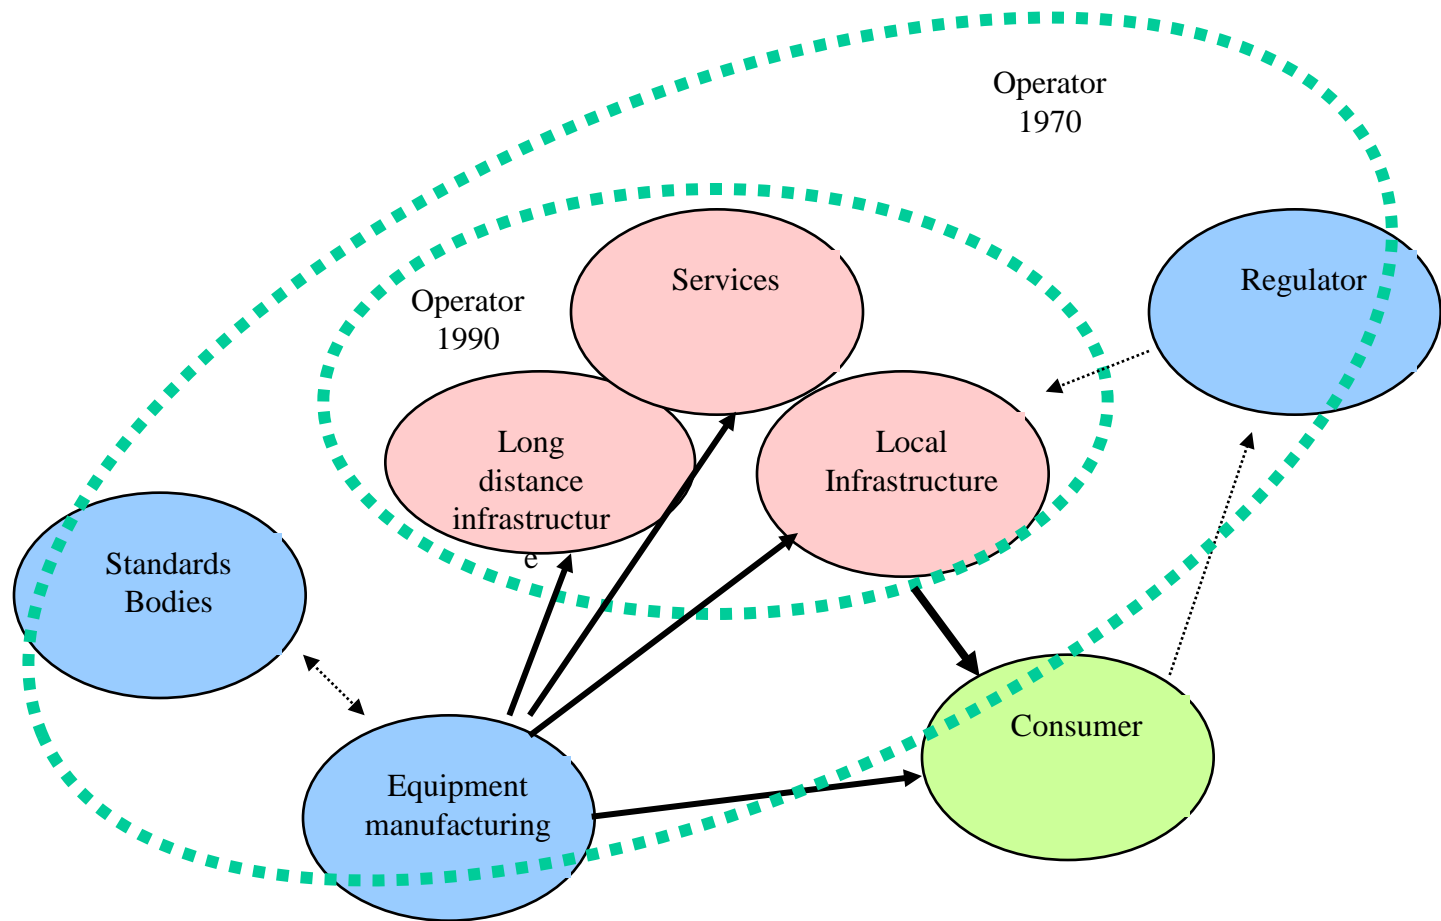 Operator
1970
Services
Regulator
Operator
1990
Long
distance
infrastructur
e
Local
Infrastructure
Standards
Bodies
Consumer
Equipment
manufacturing